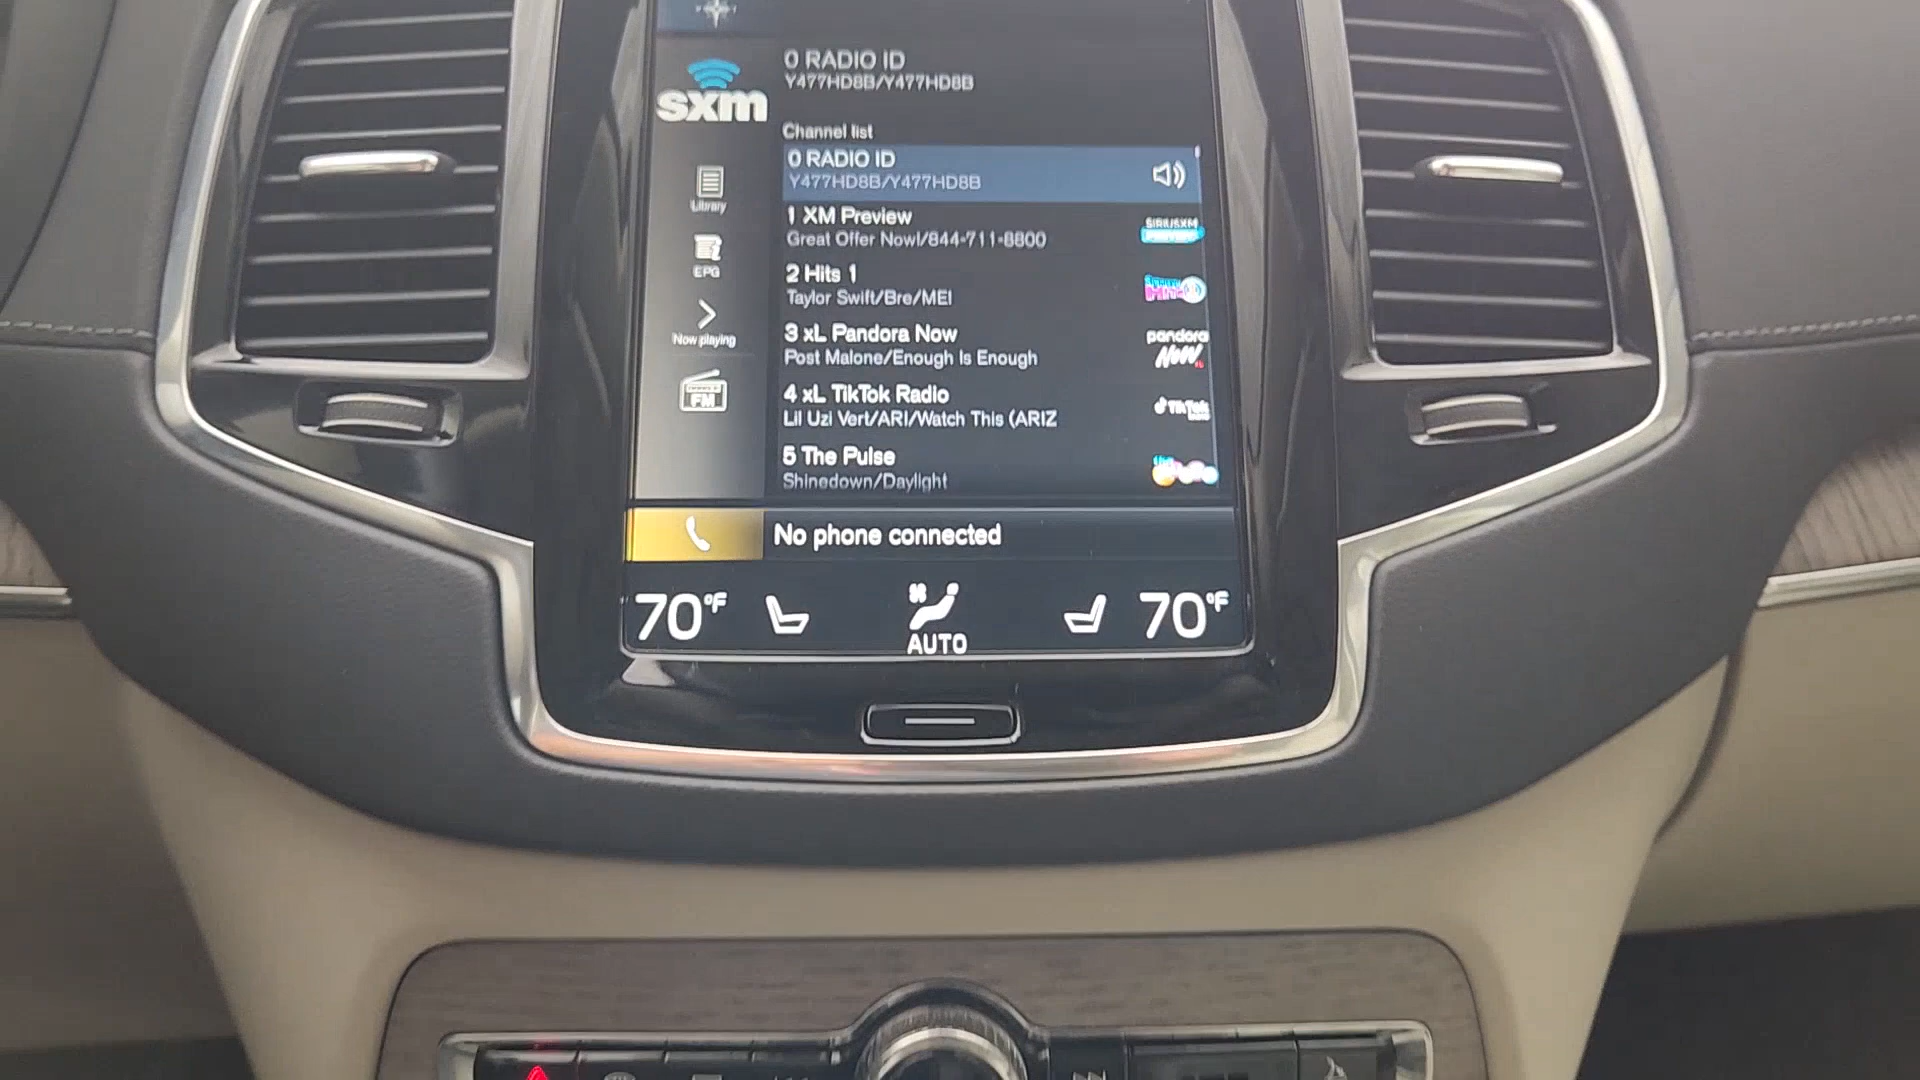 0 RADIO ID
Y477HD8B/Y477HD8B
sxm
Channel list
0 RADIO ID
Y477HD8B/Y477HD8B
Library
1 XM Preview
Great Offer Now!/844-711-8800
SIRIUSXM
EPG
2 Hits 1
Taylor Swift/Bre/ME!
Now playing
3 xL Pandora Now
Post Malone/Enough Is Enough
pandora
NOW
FM
4 xL TikTok Radio
Lil Uzi Vert/ARI/Watch This (ARIZ
TikTok
5 The Pulse
Shinedown/Daylight
No phone connected
70°F
AUTO
70°F